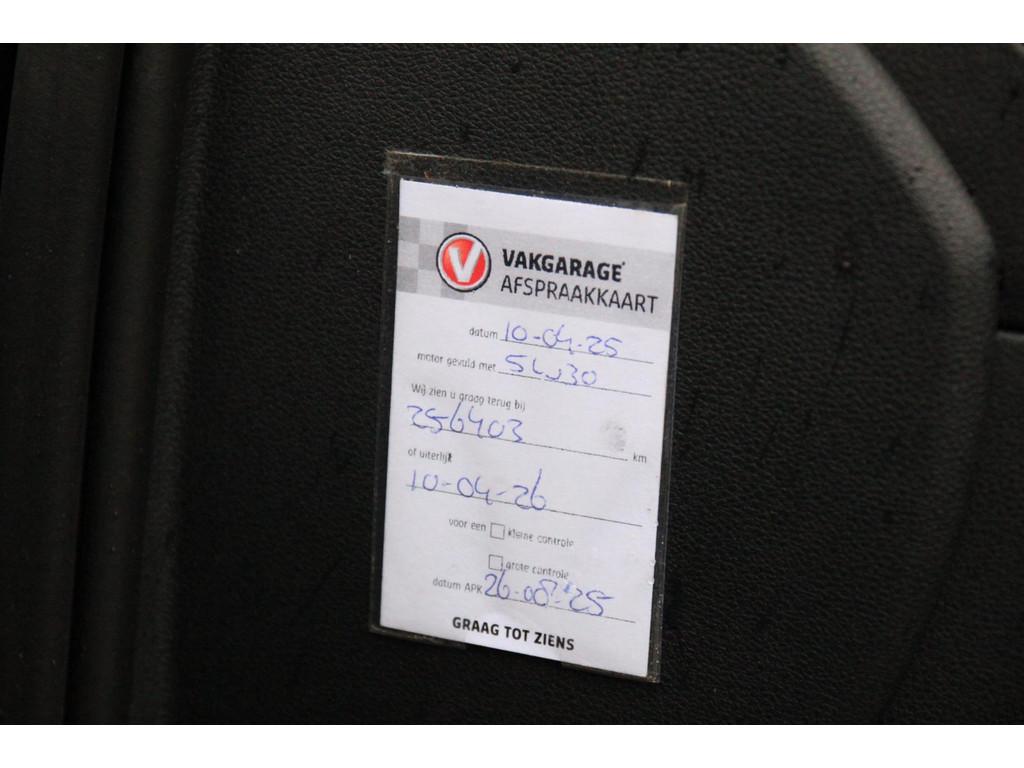 V
VAKGARAGE
AFSPRAAKKAART
datum 10-04-25
motor gevuld met 5W30
Wij zien u graag terug bij
256403 km
of uiterlijk
10-04-26
voor een kleine controle
grote controle
datum APK 26-08-25
GRAAG TOT ZIENS